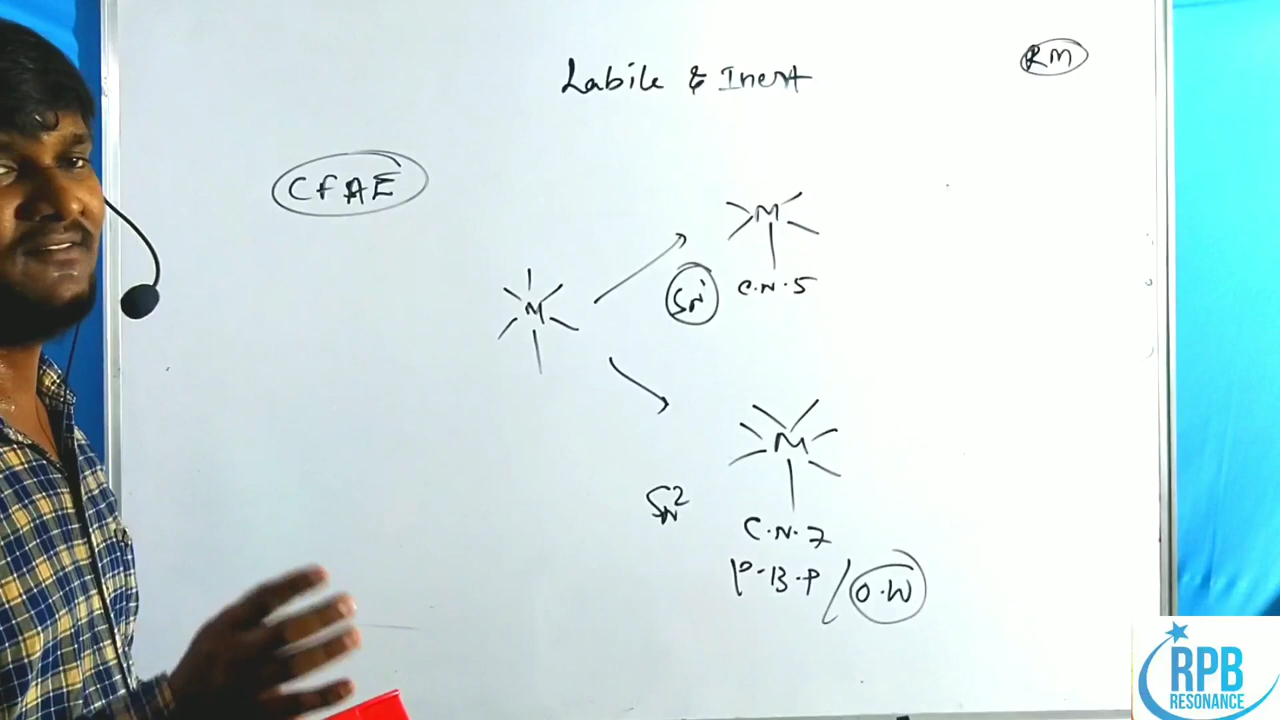 Labile & Inert
RM
CFAE
M
M
SN1
C.N.5
M
SN2
C.N.7
P.B.P / O.W
RPB
RESONANCE